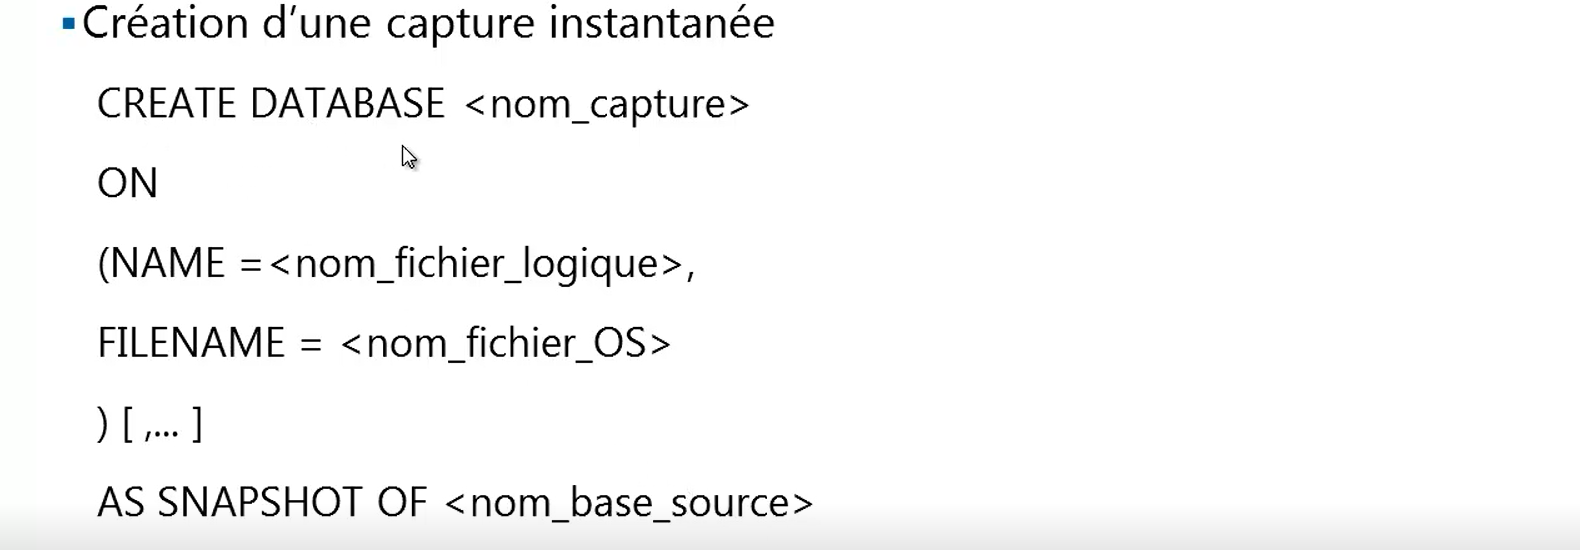 Création d'une capture instantanée
CREATE DATABASE <nom_capture>
ON
(NAME =<nom_fichier_logique>,
FILENAME = <nom_fichier_OS>
) [ ,... ]
AS SNAPSHOT OF <nom_base_source>